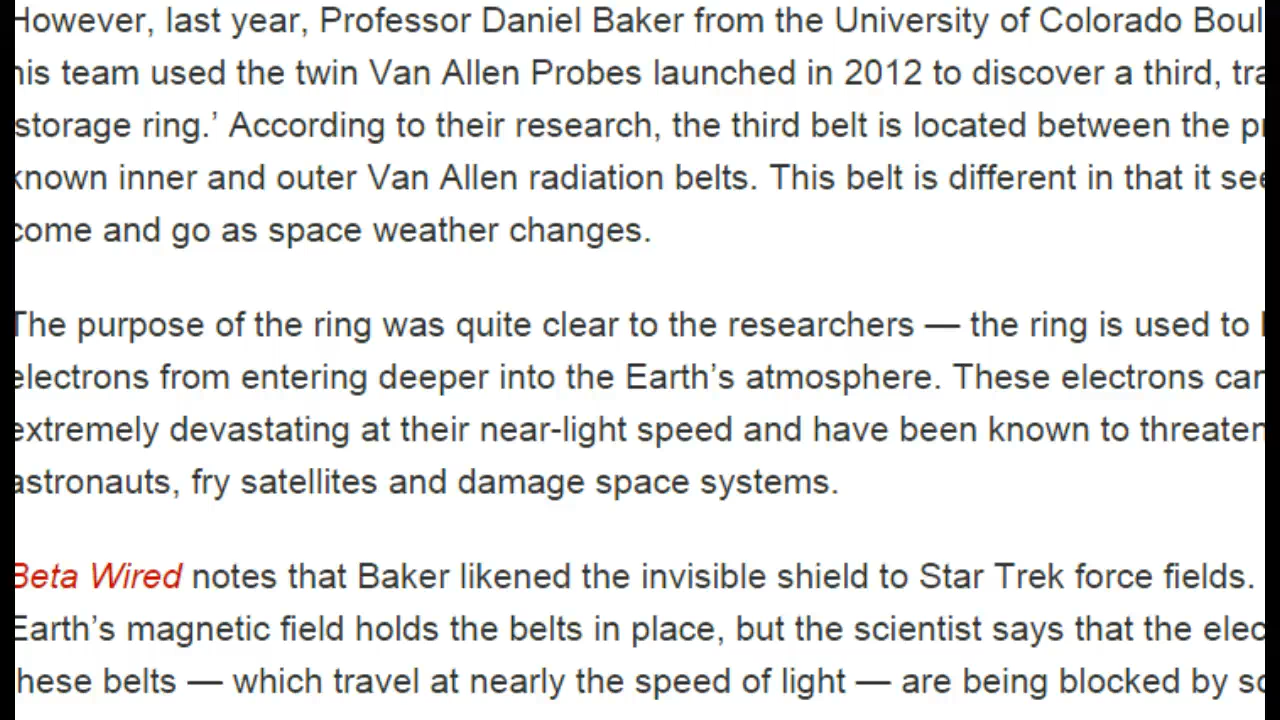 However, last year, Professor Daniel Baker from the University of Colorado
his team used the twin Van Allen Probes launched in 2012 to discover a third,
storage ring.’ According to their research, the third belt is located between the
known inner and outer Van Allen radiation belts. This belt is different in that it
come and go as space weather changes.
The purpose of the ring was quite clear to the researchers — the ring is used to
electrons from entering deeper into the Earth’s atmosphere. These electrons
extremely devastating at their near-light speed and have been known to threaten
astronauts, fry satellites and damage space systems.
Beta Wired notes that Baker likened the invisible shield to Star Trek force fields.
Earth’s magnetic field holds the belts in place, but the scientist says that the
these belts — which travel at nearly the speed of light — are being blocked by